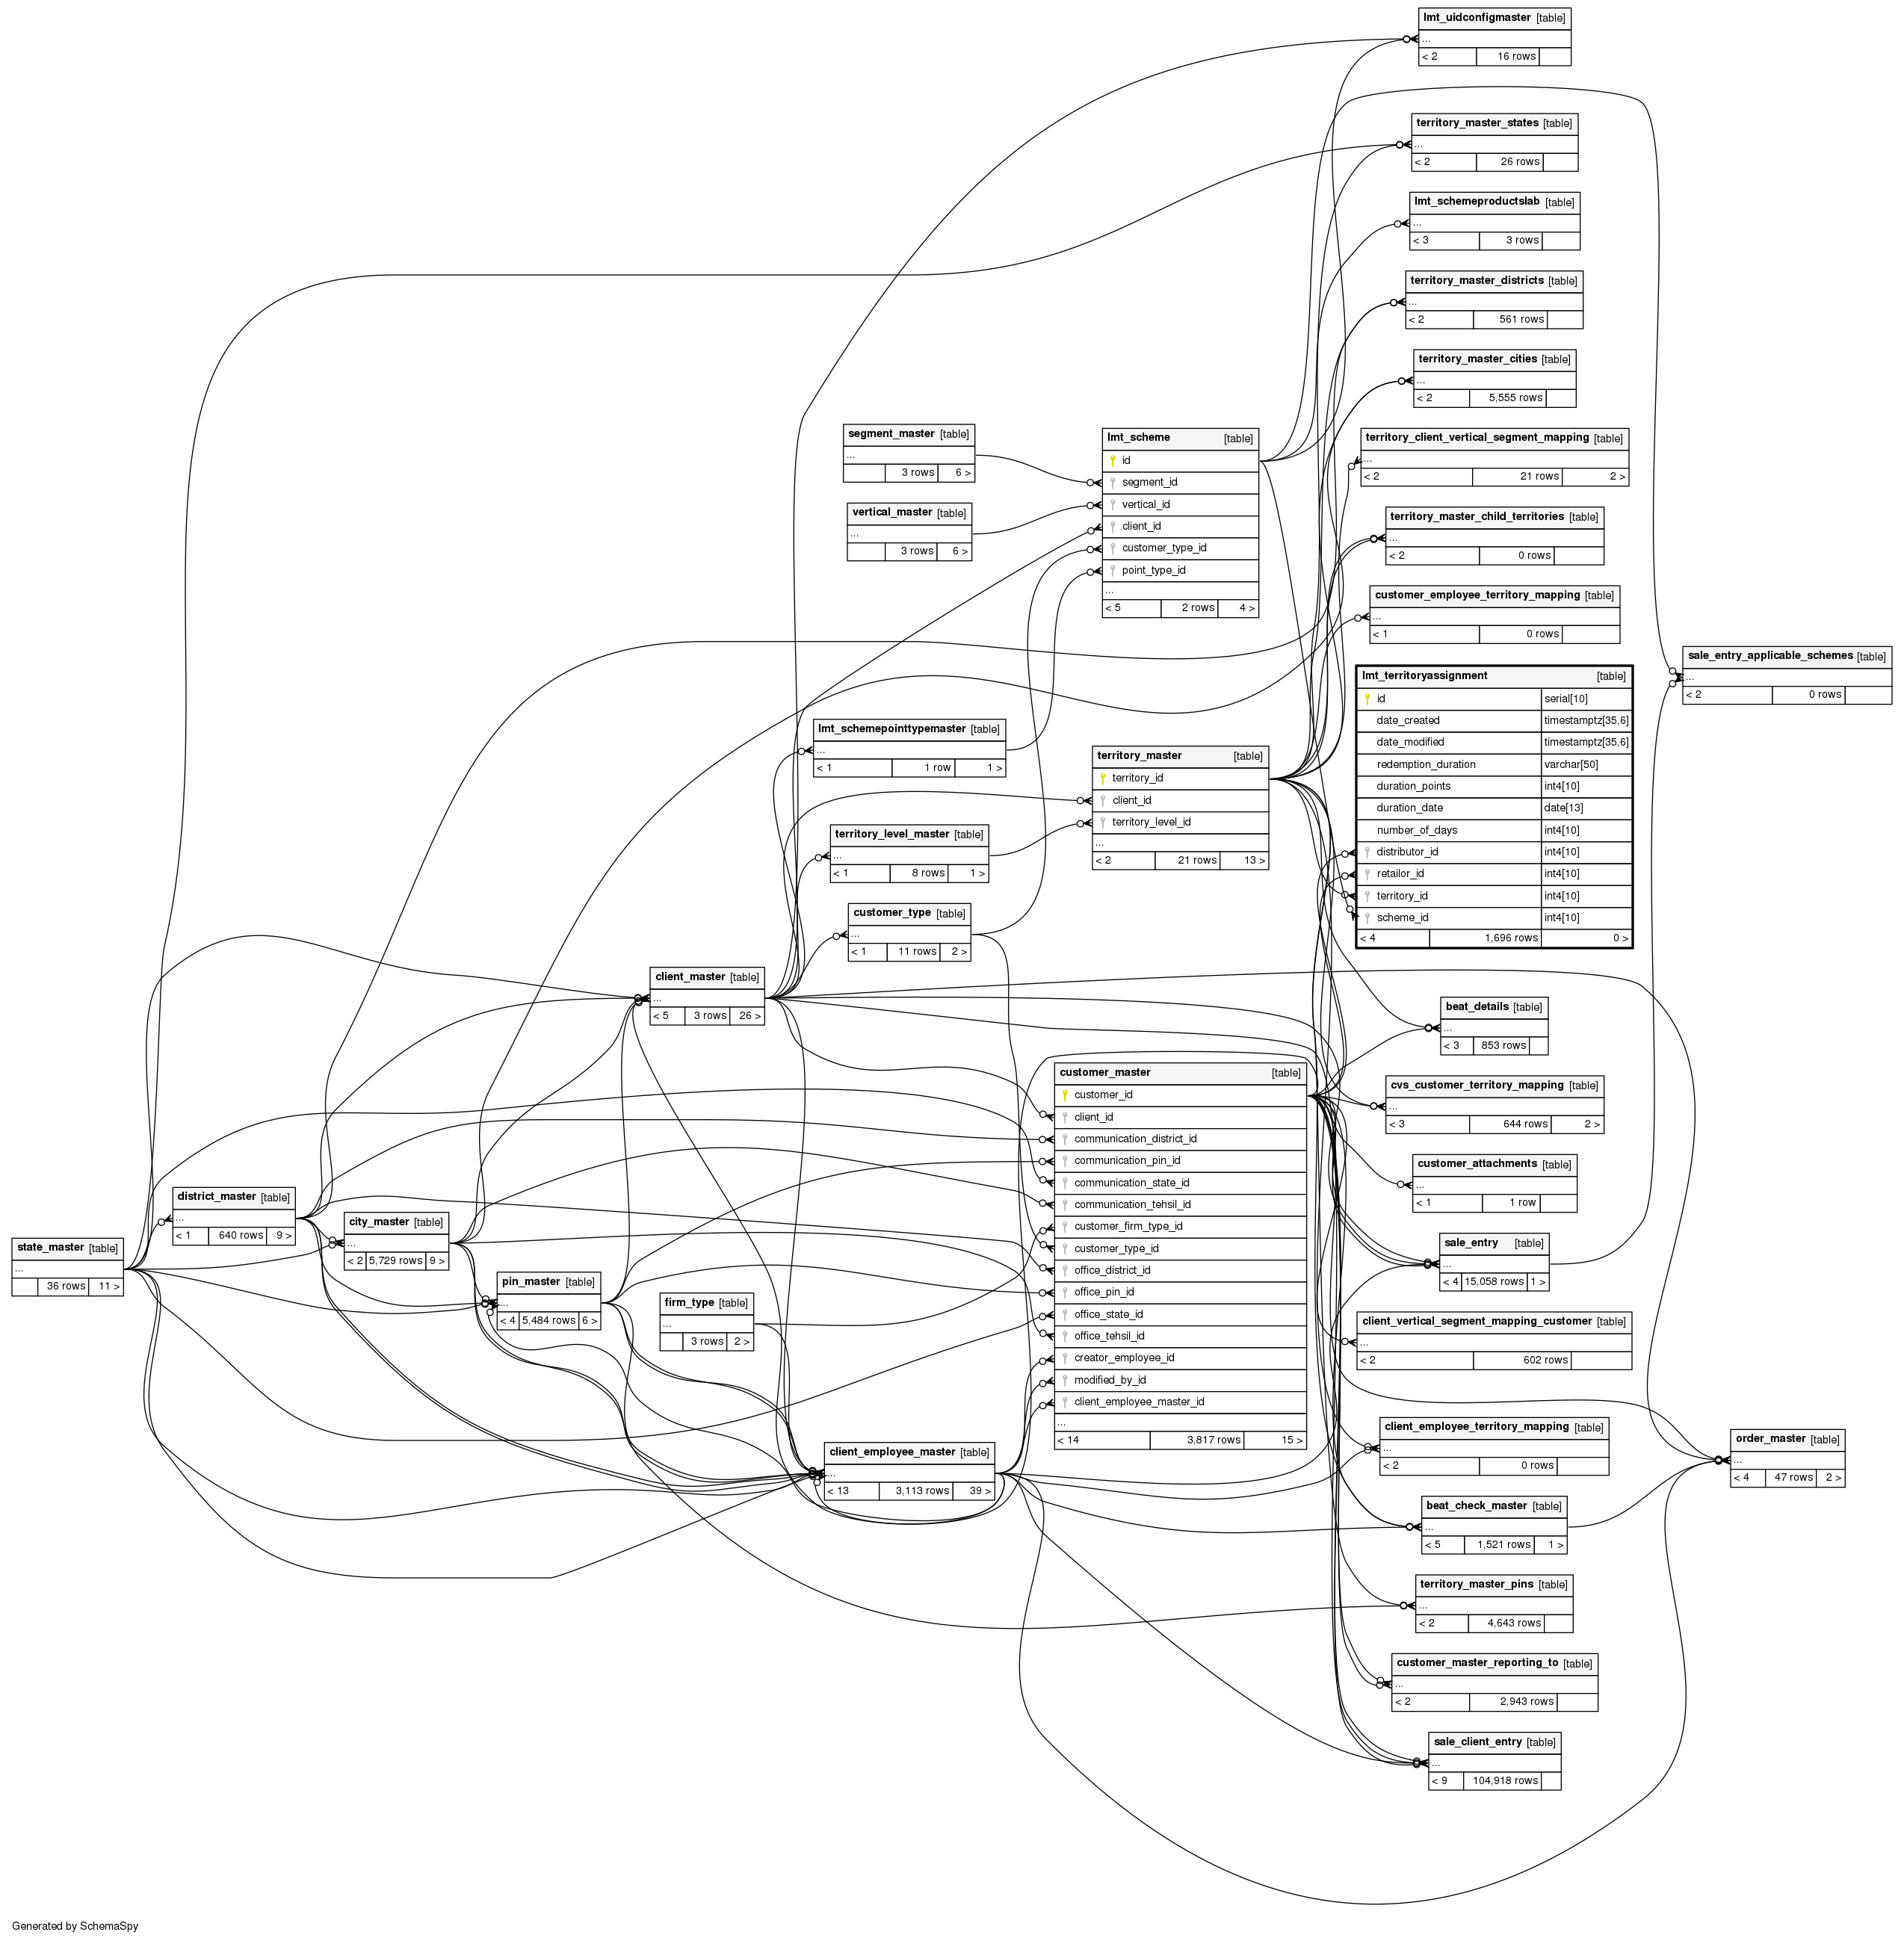 lmt_uidconfigmaster [table]
...
< 2 16 rows
territory_master_states [table]
...
< 2 26 rows
lmt_schemeproductslab [table]
...
< 3 3 rows
territory_master_districts [table]
...
< 2 561 rows
territory_master_cities [table]
...
< 2 5,555 rows
segment_master [table]
...
3 rows 6 >
vertical_master [table]
...
3 rows 6 >
lmt_scheme [table]
id
segment_id
vertical_id
client_id
customer_type_id
point_type_id
...
< 5 2 rows 4 >
territory_client_vertical_segment_mapping [table]
...
< 2 21 rows 2 >
territory_master_child_territories [table]
...
< 2 0 rows
customer_employee_territory_mapping [table]
...
< 1 0 rows
sale_entry_applicable_schemes [table]
...
< 2 0 rows
lmt_territoryassignment [table]
id serial[10]
date_created timestamptz[35,6]
date_modified timestamptz[35,6]
redemption_duration varchar[50]
duration_points int4[10]
duration_date date[13]
number_of_days int4[10]
distributor_id int4[10]
retailor_id int4[10]
territory_id int4[10]
scheme_id int4[10]
< 4 1,696 rows 0 >
lmt_schemepointtypemaster [table]
...
< 1 1 row 1 >
territory_master [table]
territory_id
client_id
territory_level_id
...
< 2 21 rows 13 >
territory_level_master [table]
...
< 1 8 rows 1 >
customer_type [table]
...
< 1 11 rows 2 >
client_master [table]
...
< 5 3 rows 26 >
beat_details [table]
...
< 3 853 rows
customer_master [table]
customer_id
client_id
communication_district_id
communication_pin_id
communication_state_id
communication_tehsil_id
customer_firm_type_id
customer_type_id
office_district_id
office_pin_id
office_state_id
office_tehsil_id
creator_employee_id
modified_by_id
client_employee_master_id
...
< 14 3,817 rows 15 >
cvs_customer_territory_mapping [table]
...
< 3 644 rows 2 >
customer_attachments [table]
...
< 1 1 row
district_master [table]
...
< 1 640 rows 9 >
city_master [table]
...
< 2 5,729 rows 9 >
state_master [table]
...
36 rows 11 >
pin_master [table]
...
< 4 5,484 rows 6 >
firm_type [table]
...
3 rows 2 >
sale_entry [table]
...
< 4 15,058 rows 1 >
client_vertical_segment_mapping_customer [table]
...
< 2 602 rows
client_employee_territory_mapping [table]
...
< 2 0 rows
order_master [table]
...
< 4 47 rows 2 >
client_employee_master [table]
...
< 13 3,113 rows 39 >
beat_check_master [table]
...
< 5 1,521 rows 1 >
territory_master_pins [table]
...
< 2 4,643 rows
customer_master_reporting_to [table]
...
< 2 2,943 rows
sale_client_entry [table]
...
< 9 104,918 rows
Generated by SchemaSpy